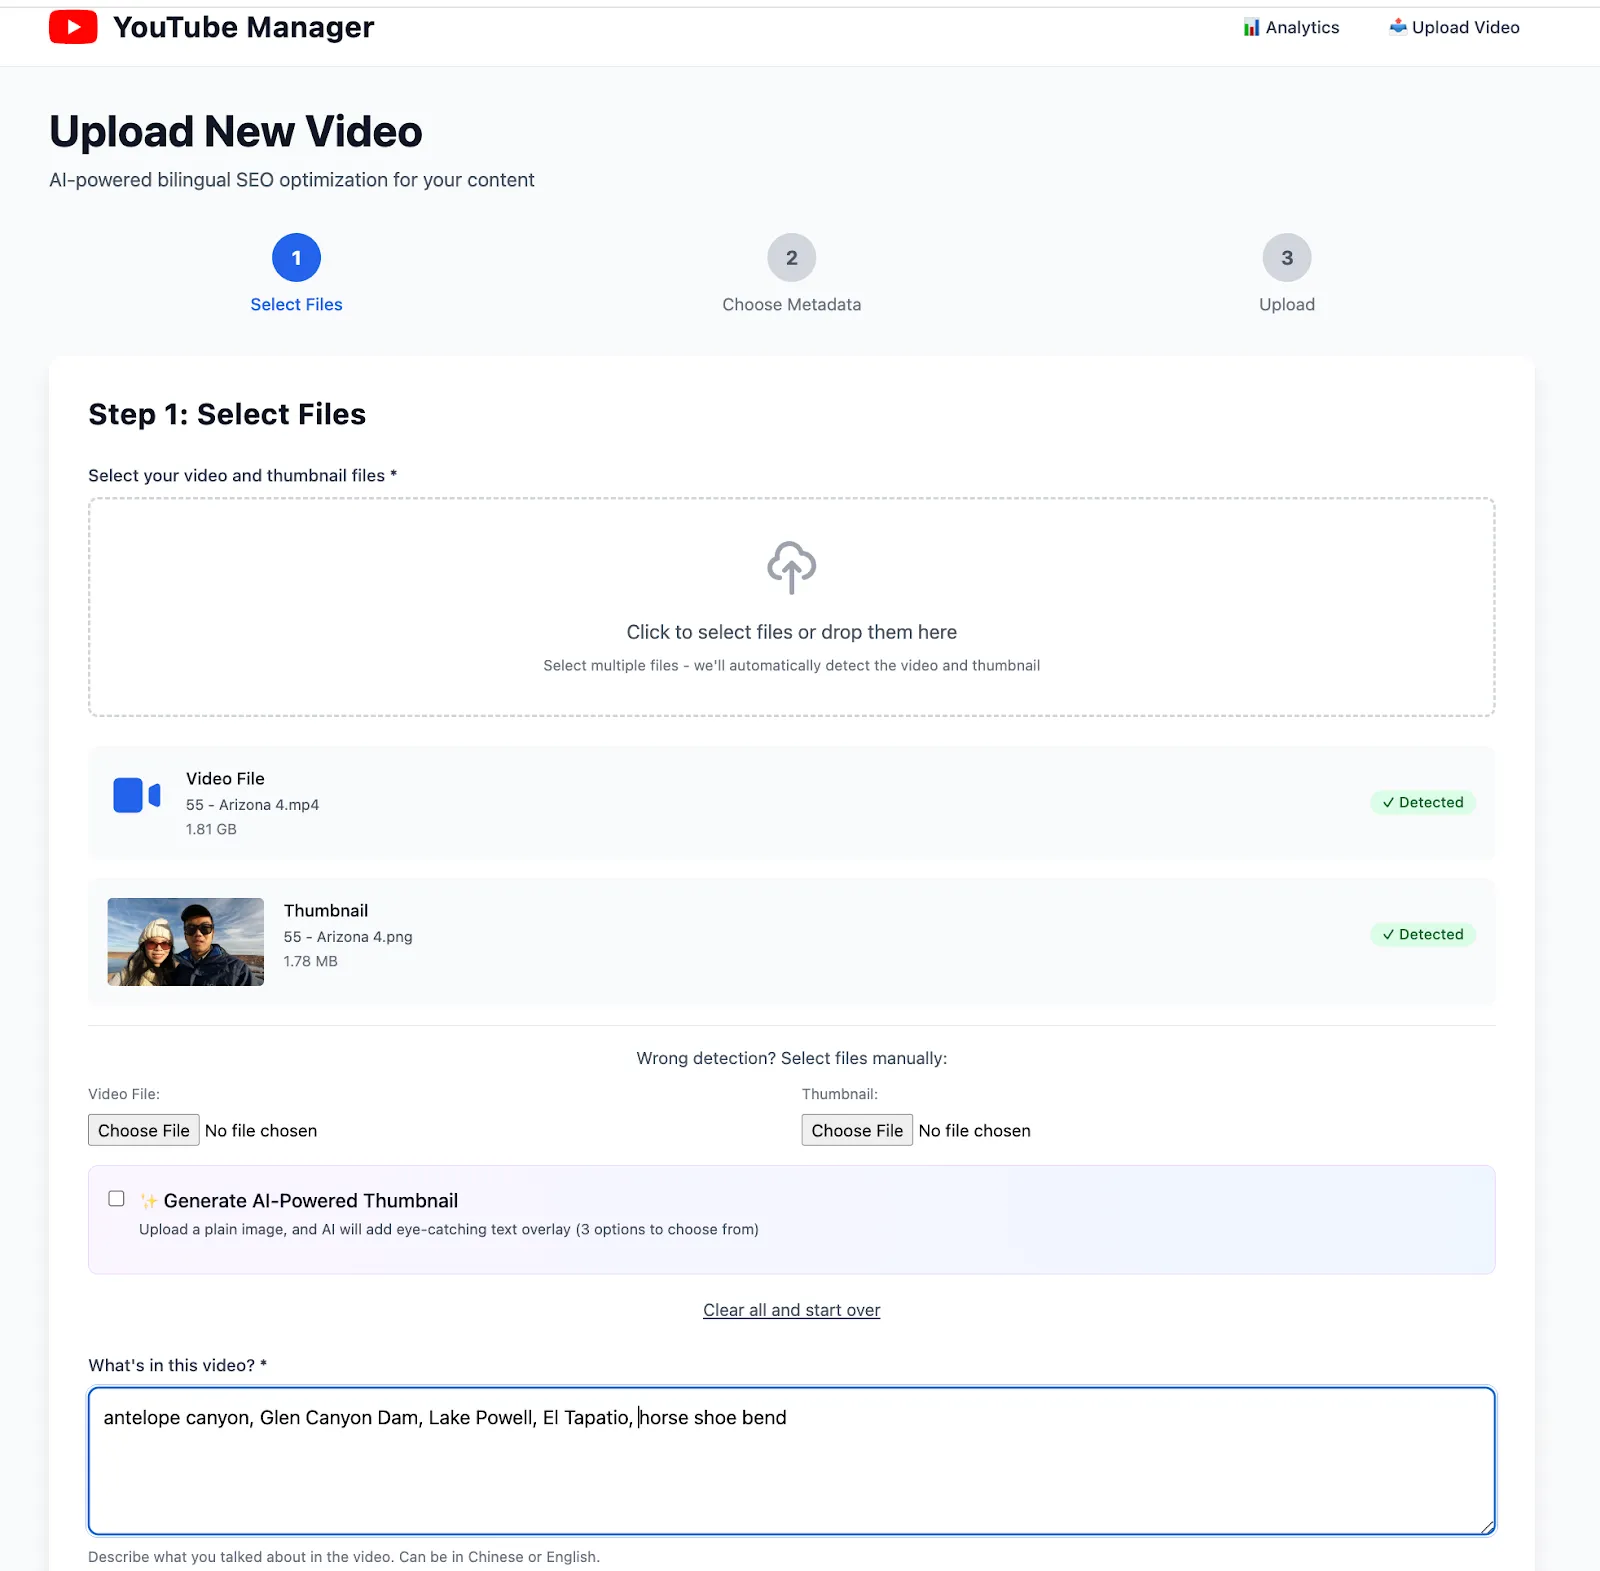 YouTube Manager
Analytics
Upload Video
Upload New Video
AI-powered bilingual SEO optimization for your content
1
2
3
Select Files
Choose Metadata
Upload
Step 1: Select Files
Select your video and thumbnail files *
Click to select files or drop them here
Select multiple files - we'll automatically detect the video and thumbnail
Video File
55 - Arizona 4.mp4
1.81 GB
✓ Detected
Thumbnail
55 - Arizona 4.png
1.78 MB
✓ Detected
Wrong detection? Select files manually:
Video File:
Choose File No file chosen
Thumbnail:
Choose File No file chosen
✨ Generate AI-Powered Thumbnail
Upload a plain image, and AI will add eye-catching text overlay (3 options to choose from)
Clear all and start over
What's in this video? *
antelope canyon, Glen Canyon Dam, Lake Powell, El Tapatio, horse shoe bend
Describe what you talked about in the video. Can be in Chinese or English.